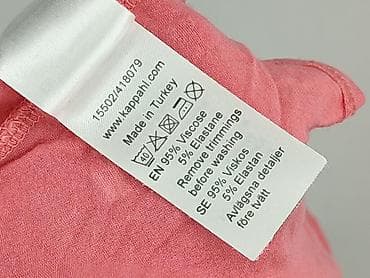 15502/418079
www.kappahl.com
Made in Turkey
40
EN 95% Viscose
5% Elastane
Remove trimmings
before washing
SE 95% Viskos
5% Elastan
Avlägsna detaljer
före tvätt